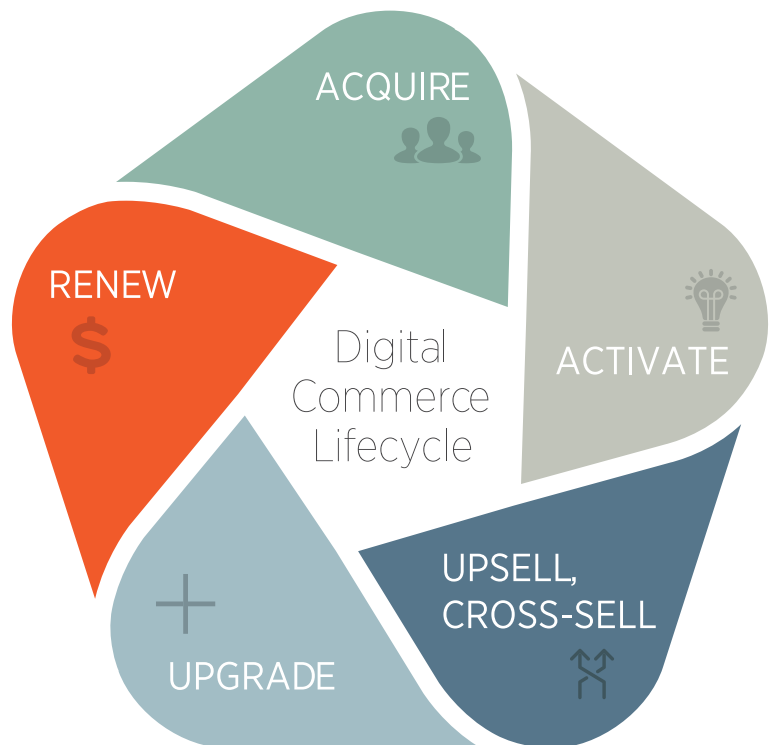 ACQUIRE
ACTIVATE
UPSELL,
CROSS-SELL
UPGRADE
RENEW
Digital
Commerce
Lifecycle